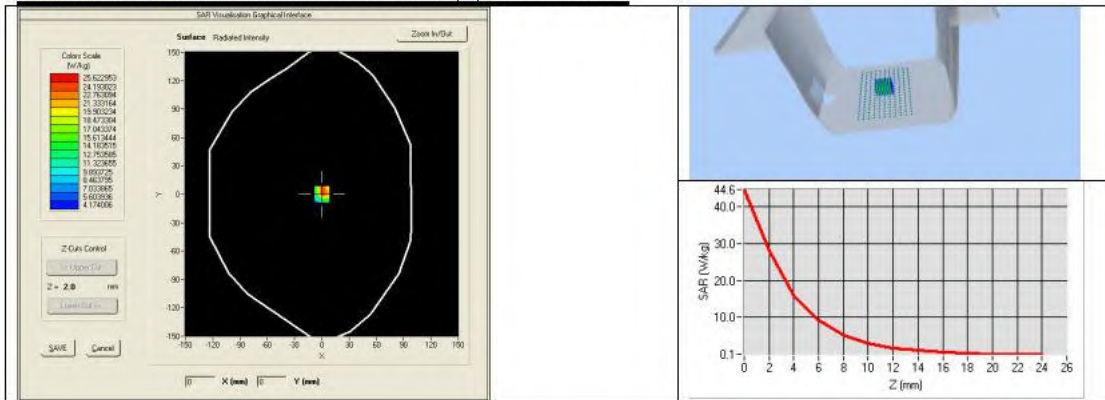 SAR Visualisation Graphical Interface
Surface Radiated Intensity
Zoom In/Out
Colors Scale
(W/kg)
25.622953
24.193023
22.763094
21.333164
19.903234
18.473304
17.043374
15.613444
14.183515
12.753585
11.323655
9.893725
8.463795
7.033865
5.603936
4.174006
150
120
90
60
30
0
-30
-60
-90
-120
-150
Y
-150 -120 -90 -60 -30 0 30 60 90 120 150
X
Z-Cuts Control
<< Upper Cut
Z = 2.0 mm
Lower Cut >>
SAVE Cancel
0 X (mm) 0 Y (mm)
44.6
40.0
30.0
20.0
10.0
0.1
SAR (W/kg)
0 2 4 6 8 10 12 14 16 18 20 22 24 26
Z (mm)